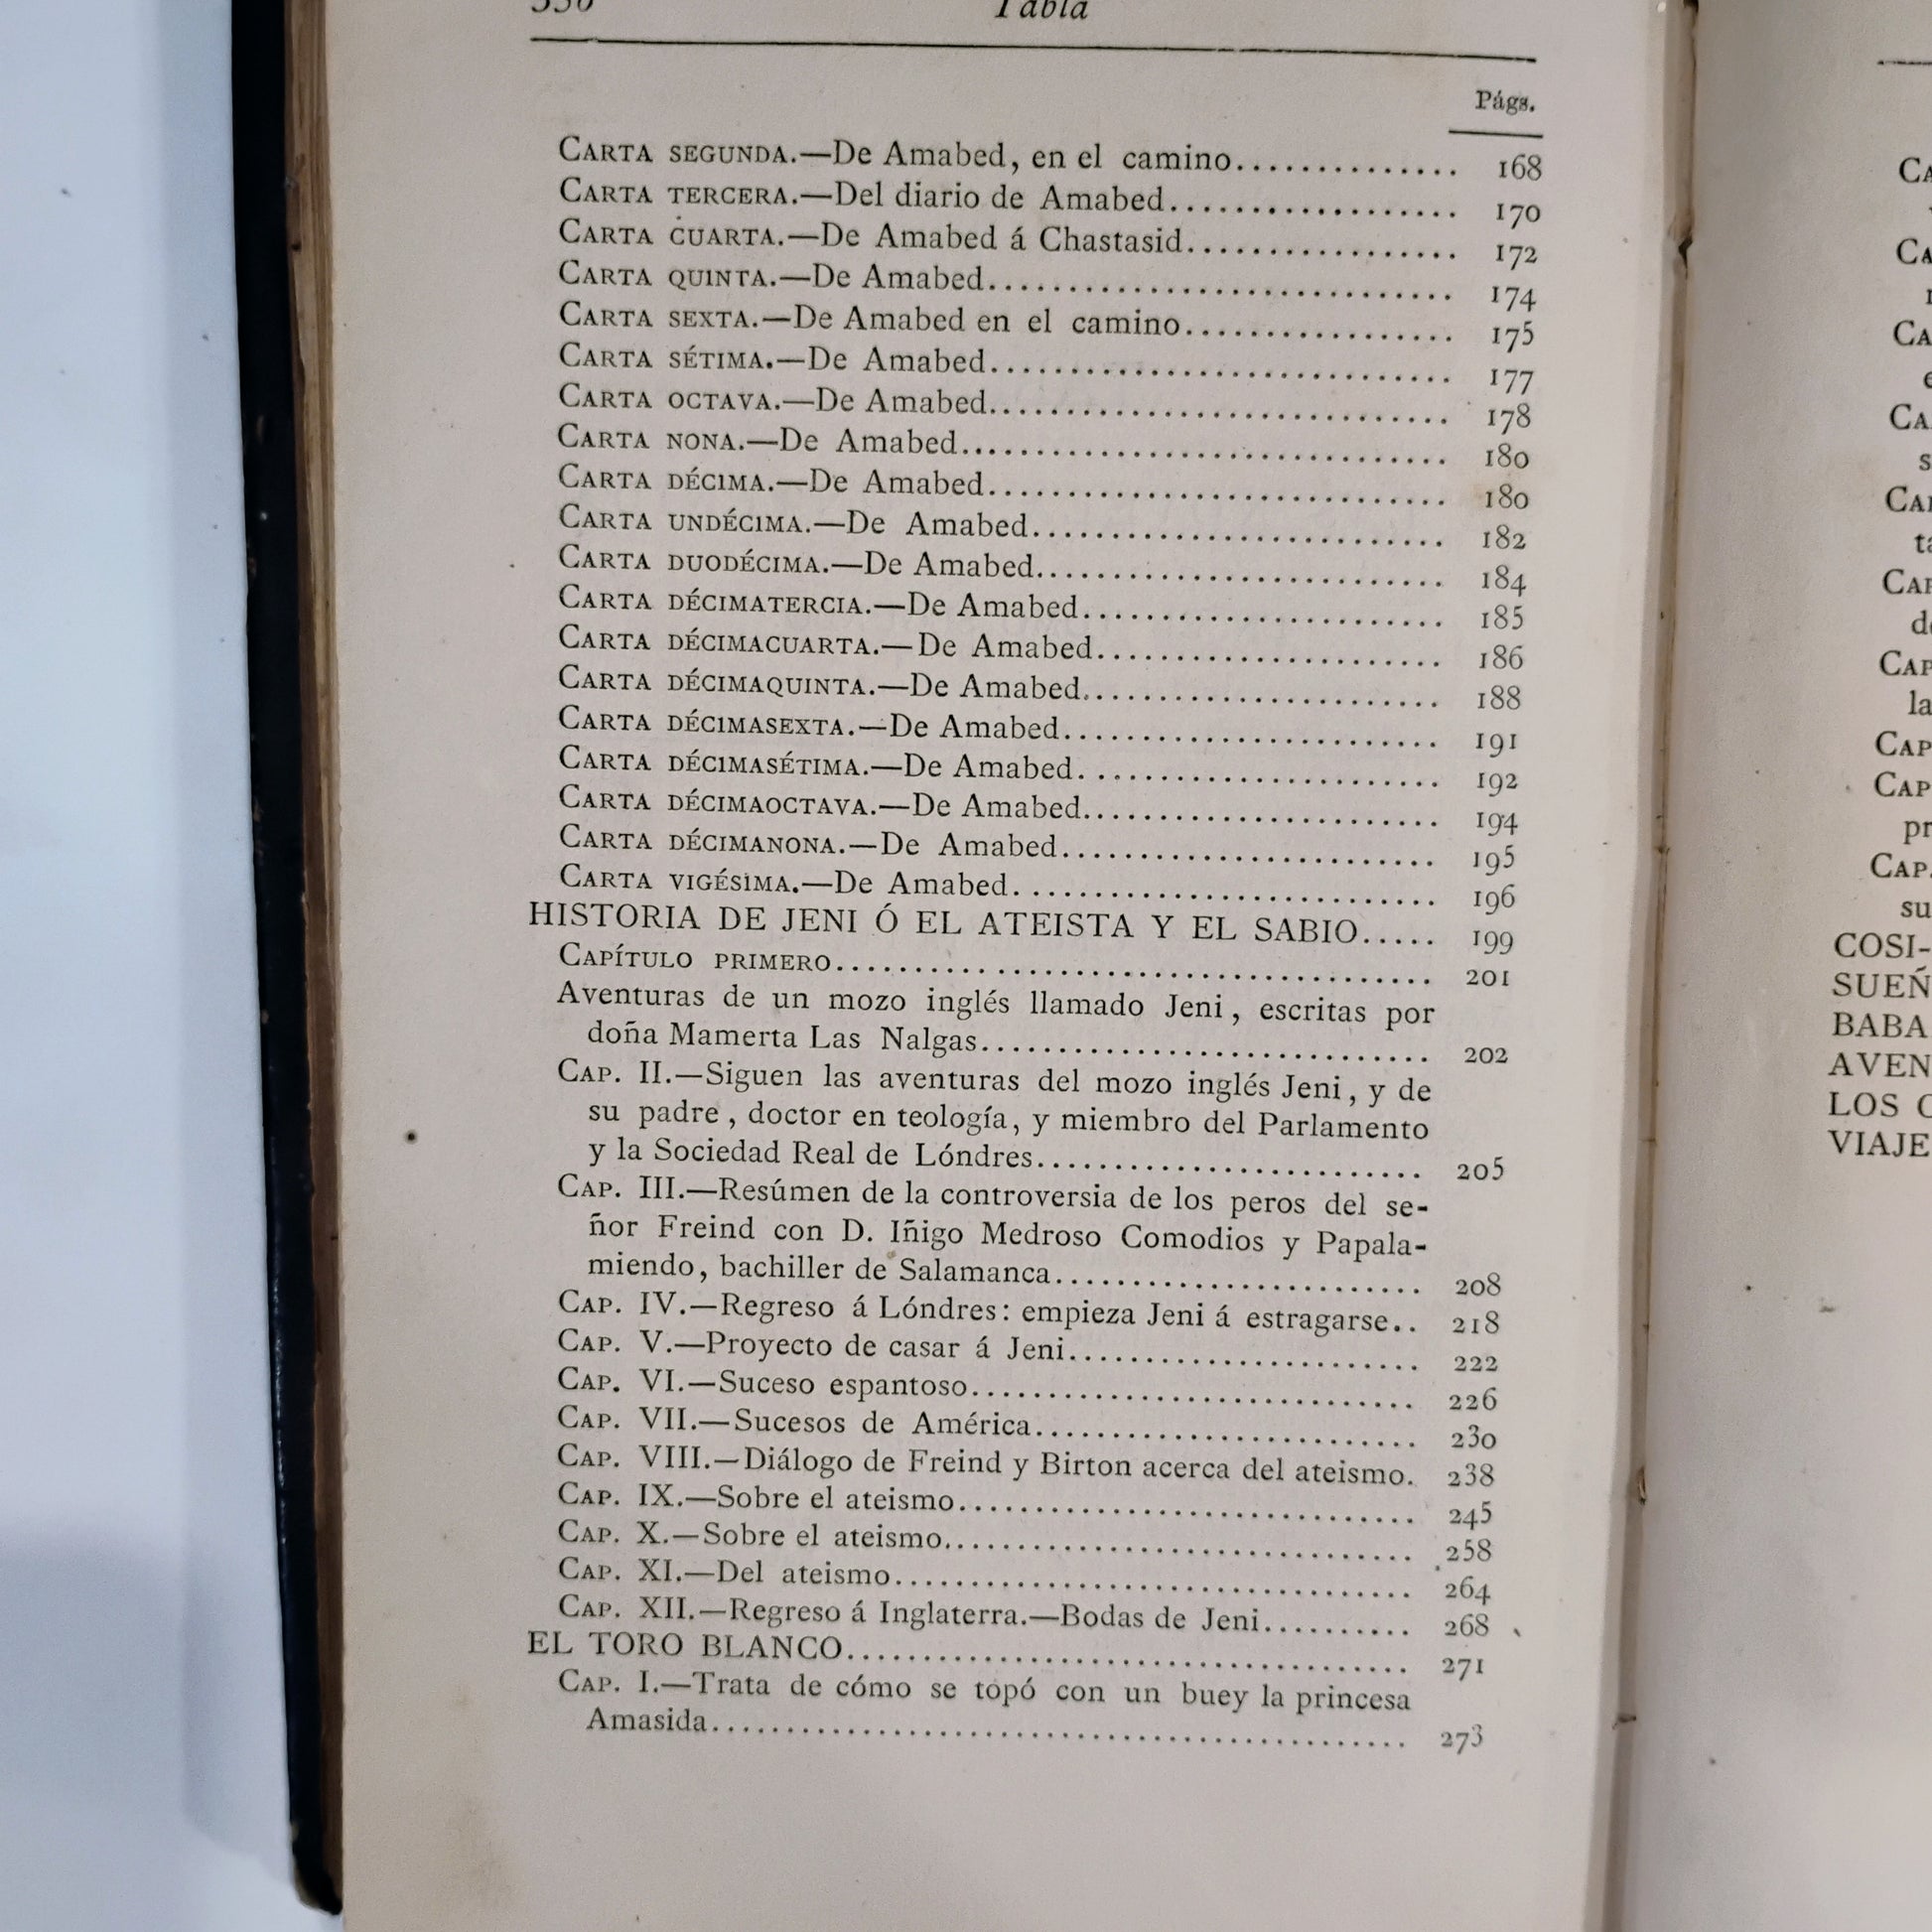 Tabla
Págs.
CARTA SEGUNDA.—De Amabed, en el camino.............. 168
CARTA TERCERA.—Del diario de Amabed.................. 170
CARTA CUARTA.—De Amabed á Chastasid................. 172
CARTA QUINTA.—De Amabed............................. 174
CARTA SEXTA.—De Amabed en el camino................. 175
CARTA SÉTIMA.—De Amabed............................. 177
CARTA OCTAVA.—De Amabed............................. 178
CARTA NONA.—De Amabed............................... 180
CARTA DÉCIMA.—De Amabed............................. 180
CARTA UNDÉCIMA.—De Amabed.......................... 182
CARTA DUODÉCIMA.—De Amabed.......................... 184
CARTA DÉCIMATERCIA.—De Amabed....................... 185
CARTA DÉCIMACUARTA.—De Amabed...................... 186
CARTA DÉCIMAQUINTA.—De Amabed....................... 188
CARTA DÉCIMASEXTA.—De Amabed........................ 191
CARTA DÉCIMASÉTIMA.—De Amabed....................... 192
CARTA DÉCIMAOCTAVA.—De Amabed....................... 194
CARTA DÉCIMANONA.—De Amabed........................ 195
CARTA VIGÉSIMA.—De Amabed........................... 196
HISTORIA DE JENI Ó EL ATEISTA Y EL SABIO..... 199
CAPÍTULO PRIMERO...................................... 201
Aventuras de un mozo inglés llamado Jeni, escritas por
doña Mamerta Las Nalgas............................. 202
CAP. II.—Siguen las aventuras del mozo inglés Jeni, y de
su padre, doctor en teología, y miembro del Parlamento
y la Sociedad Real de Lóndres......................... 205
CAP. III.—Resúmen de la controversia de los peros del se-
ñor Freind con D. Iñigo Medroso Comodios y Papala-
miendo, bachiller de Salamanca........................ 208
CAP. IV.—Regreso á Lóndres: empieza Jeni á estragarse.. 218
CAP. V.—Proyecto de casar á Jeni....................... 222
CAP. VI.—Suceso espantoso............................. 226
CAP. VII.—Sucesos de América......................... 230
CAP. VIII.—Diálogo de Freind y Birton acerca del ateismo. 238
CAP. IX.—Sobre el ateismo.............................. 245
CAP. X.—Sobre el ateismo............................... 258
CAP. XI.—Del ateismo.................................. 264
CAP. XII.—Regreso á Inglaterra.—Bodas de Jeni.......... 268
EL TORO BLANCO...................................... 271
CAP. I.—Trata de cómo se topó con un buey la princesa
Amasida.............................................. 273
COSI-
LOS
VIAJE